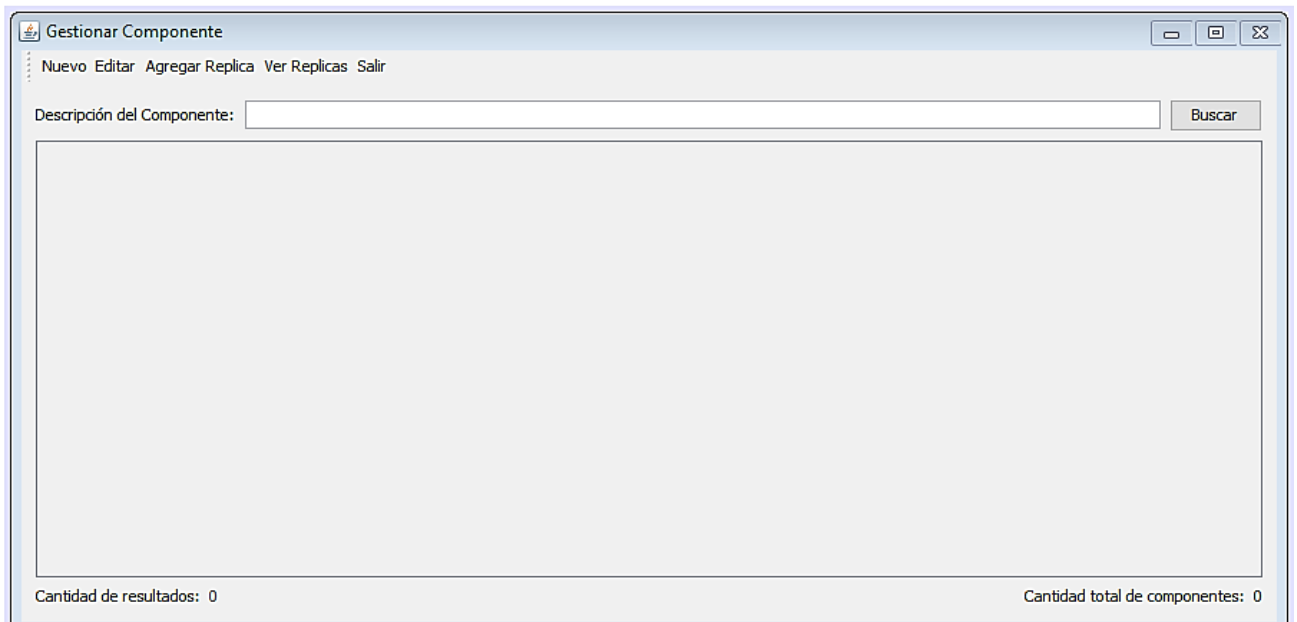 Gestionar Componente
Nuevo Editar Agregar Replica Ver Replicas Salir
Descripción del Componente: Buscar
Cantidad de resultados: 0 Cantidad total de componentes: 0